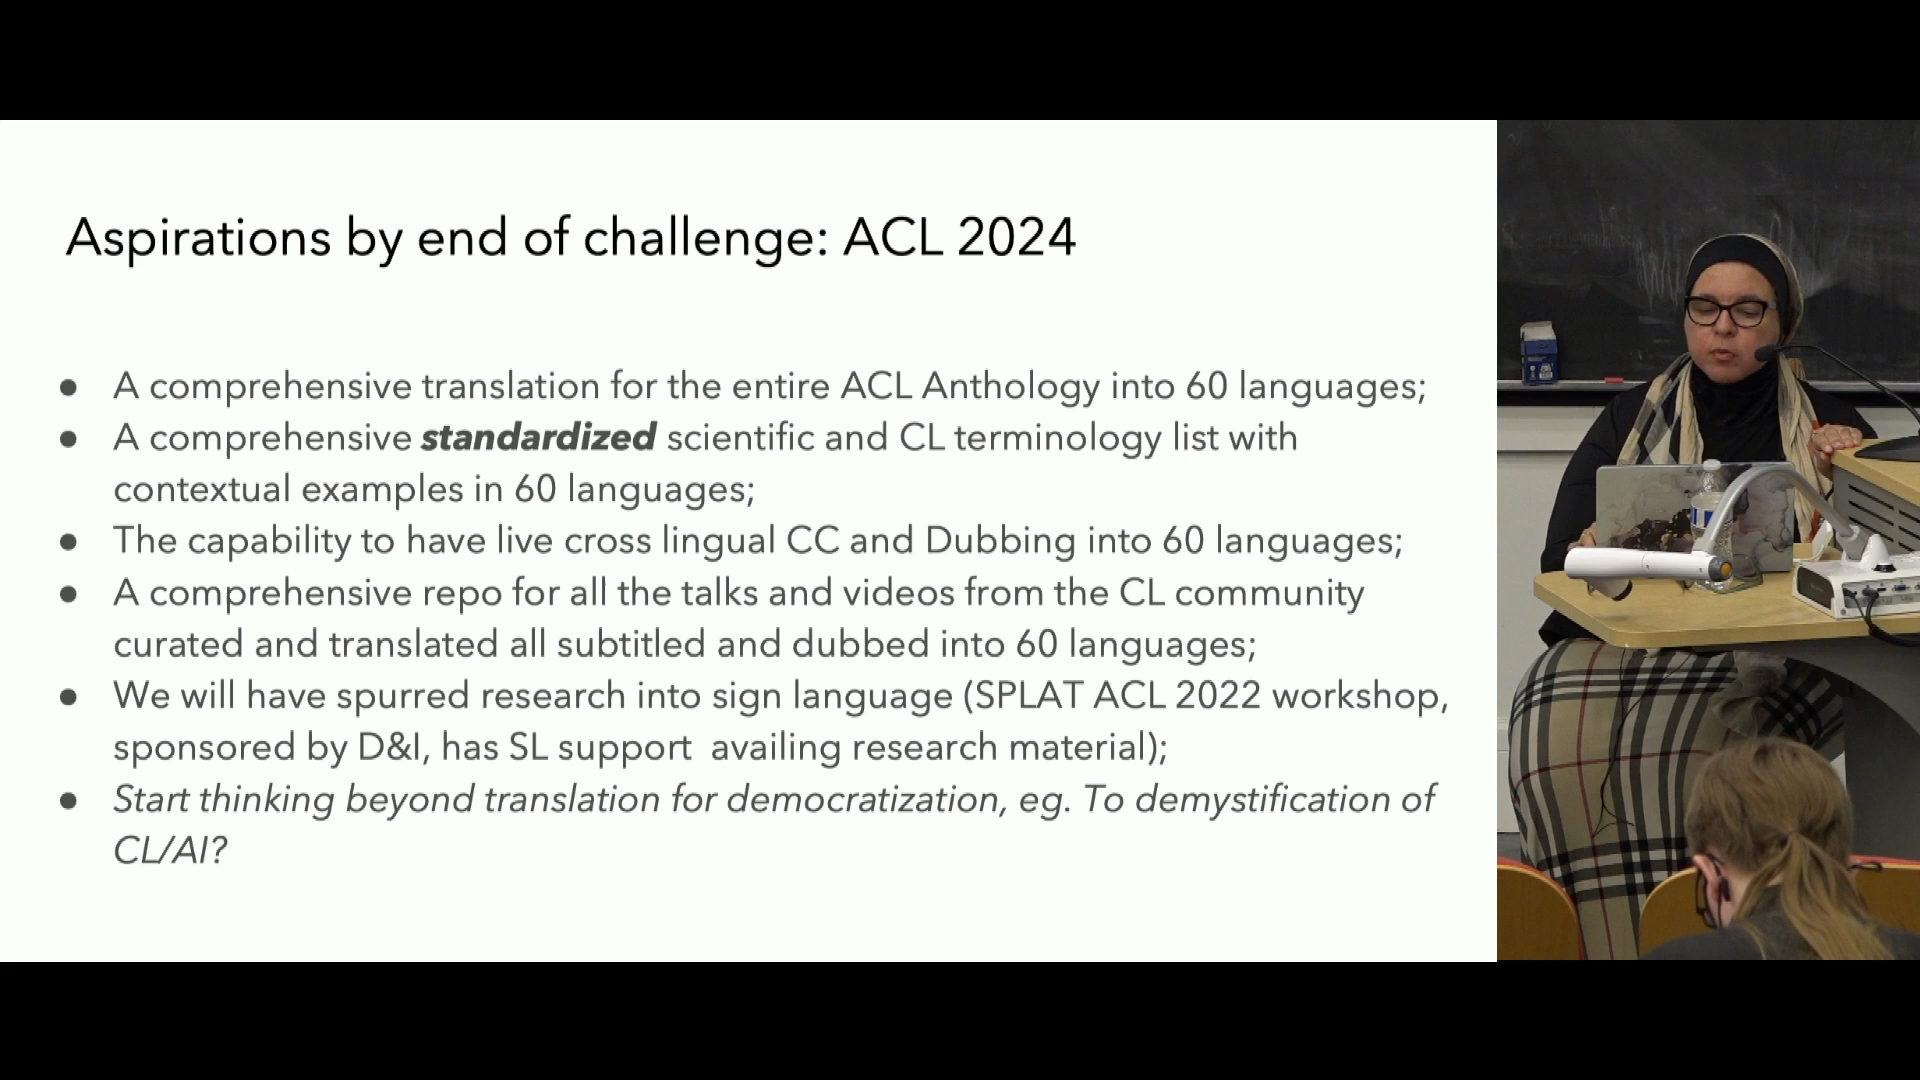 Aspirations by end of challenge: ACL 2024
● A comprehensive translation for the entire ACL Anthology into 60 languages;
● A comprehensive standardized scientific and CL terminology list with
contextual examples in 60 languages;
● The capability to have live cross lingual CC and Dubbing into 60 languages;
● A comprehensive repo for all the talks and videos from the CL community
curated and translated all subtitled and dubbed into 60 languages;
● We will have spurred research into sign language (SPLAT ACL 2022 workshop,
sponsored by D&I, has SL support availing research material);
● Start thinking beyond translation for democratization, eg. To demystification of
CL/AI?